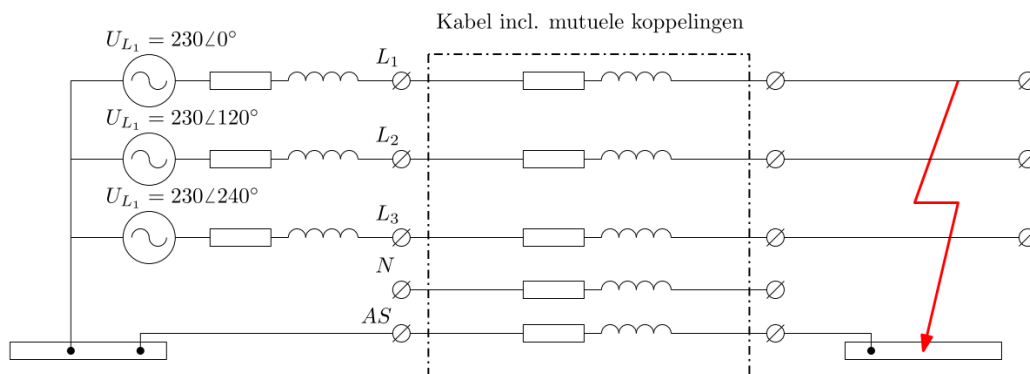 Kabel incl. mutuele koppelingen
U_{L_1} = 230∠0°
L_1
U_{L_1} = 230∠120°
L_2
U_{L_1} = 230∠240°
L_3
N
AS